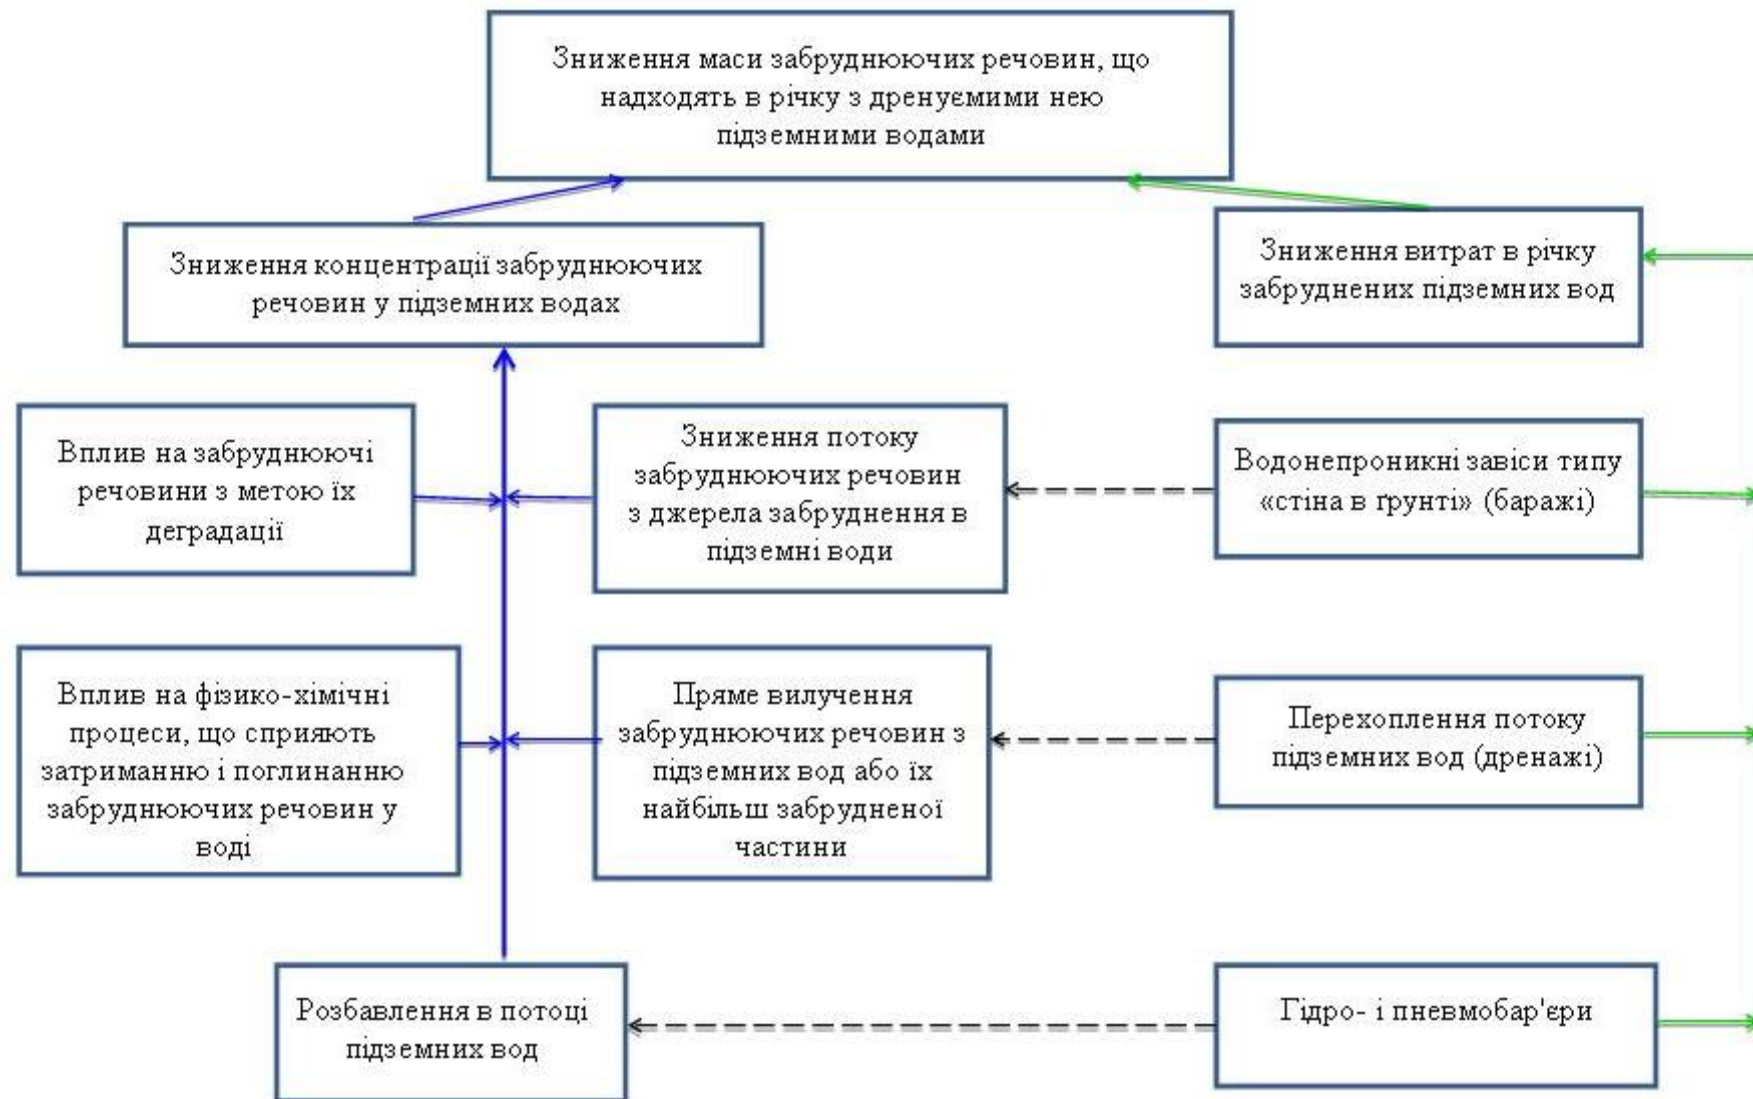 Зниження маси забруднюючих речовин, що
надходять в річку з дренуємими нею
підземними водами
Зниження концентрації забруднюючих
речовин у підземних водах
Зниження витрат в річку
забруднених підземних вод
Вплив на забруднюючі
речовини з метою їх
деградації
Зниження потоку
забруднюючих речовин
з джерела забруднення в
підземні води
Водонепроникні завіси типу
«стіна в ґрунті» (баражі)
Вплив на фізико-хімічні
процеси, що сприяють
затриманню і поглинанню
забруднюючих речовин у
воді
Пряме вилучення
забруднюючих речовин з
підземних вод або їх
найбільш забрудненої
частини
Перехоплення потоку
підземних вод (дренажі)
Розбавлення в потоці
підземних вод
Гідро- і пневмобар'єри